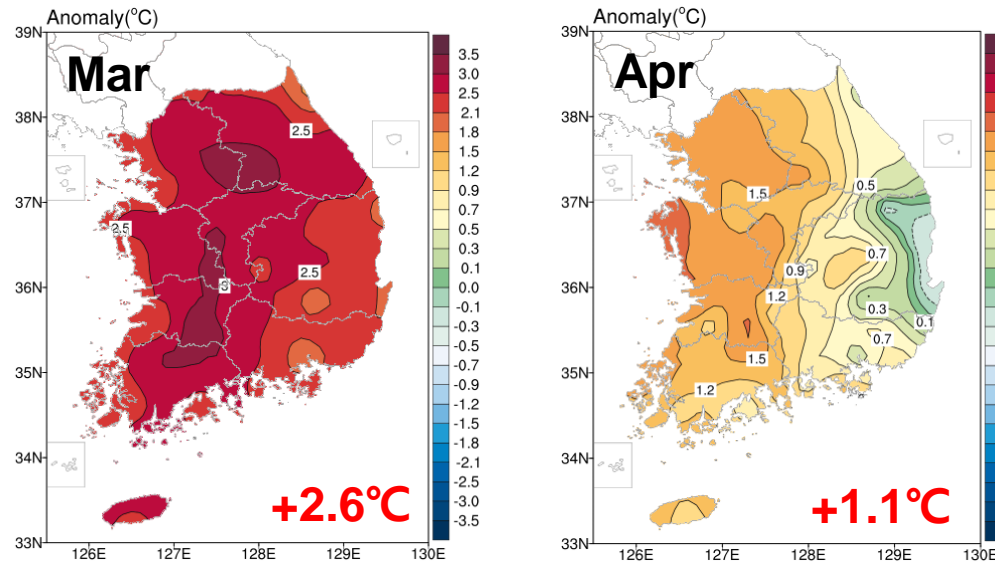 Anomaly(°C)
Mar
39N
38N
37N
36N
35N
34N
33N
126E
127E
128E
129E
130E
2.5
2.5
2.5
3
3.5
3.0
2.5
2.1
1.8
1.5
1.2
0.9
0.7
0.5
0.3
0.1
0.0
-0.1
-0.3
-0.5
-0.7
-0.9
-1.2
-1.5
-1.8
-2.1
-2.5
-3.0
-3.5
+2.6℃
Anomaly(°C)
Apr
39N
38N
37N
36N
35N
34N
33N
126E
127E
128E
129E
130E
0.5
1.5
0.7
0.9
1.2
0.3
0.1
0.7
1.5
1.2
+1.1℃